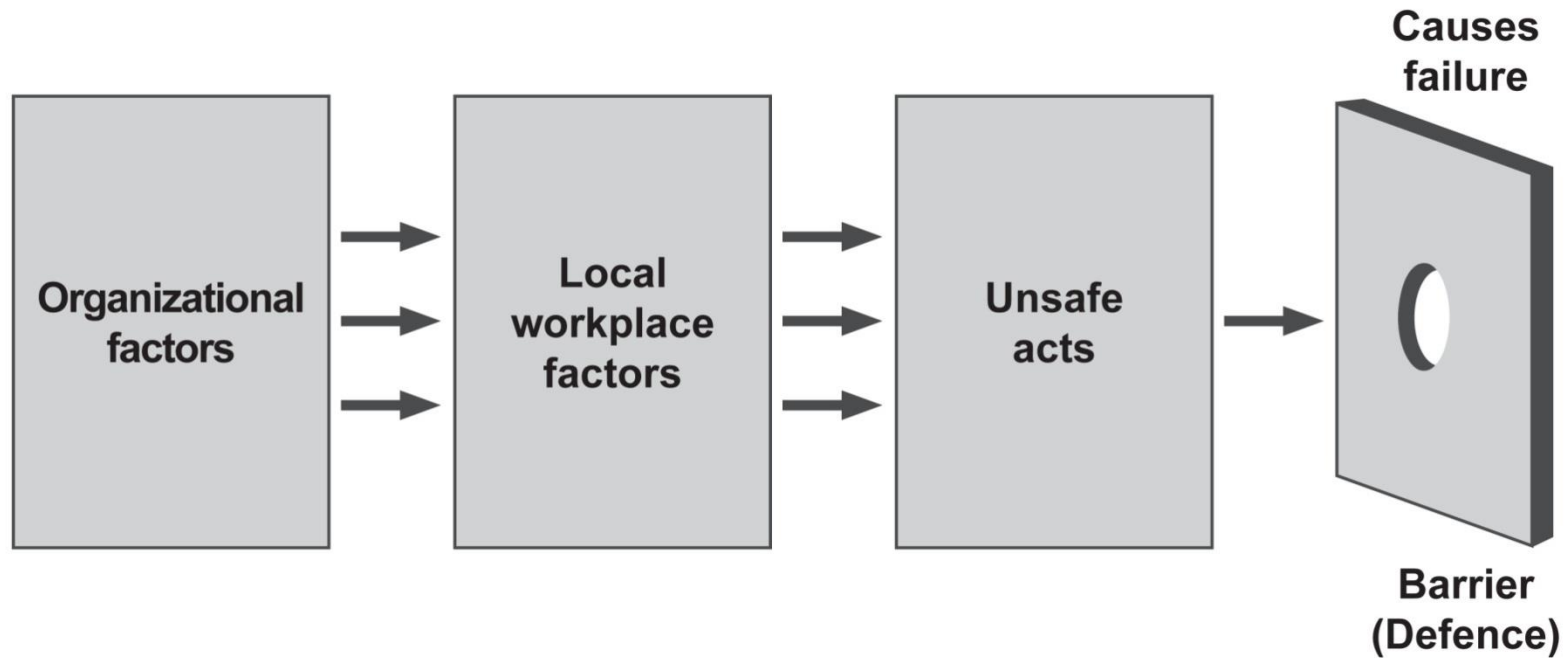 Causes
failure
Organizational
factors
Local
workplace
factors
Unsafe
acts
Barrier
(Defence)